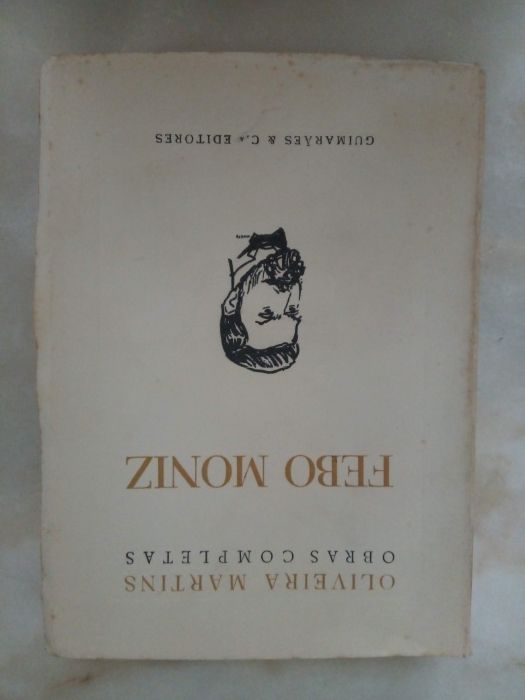 OLIVEIRA MARTINS
OBRAS COMPLETAS
FEBO MONIZ
GUIMARÃES & C.ª EDITORES